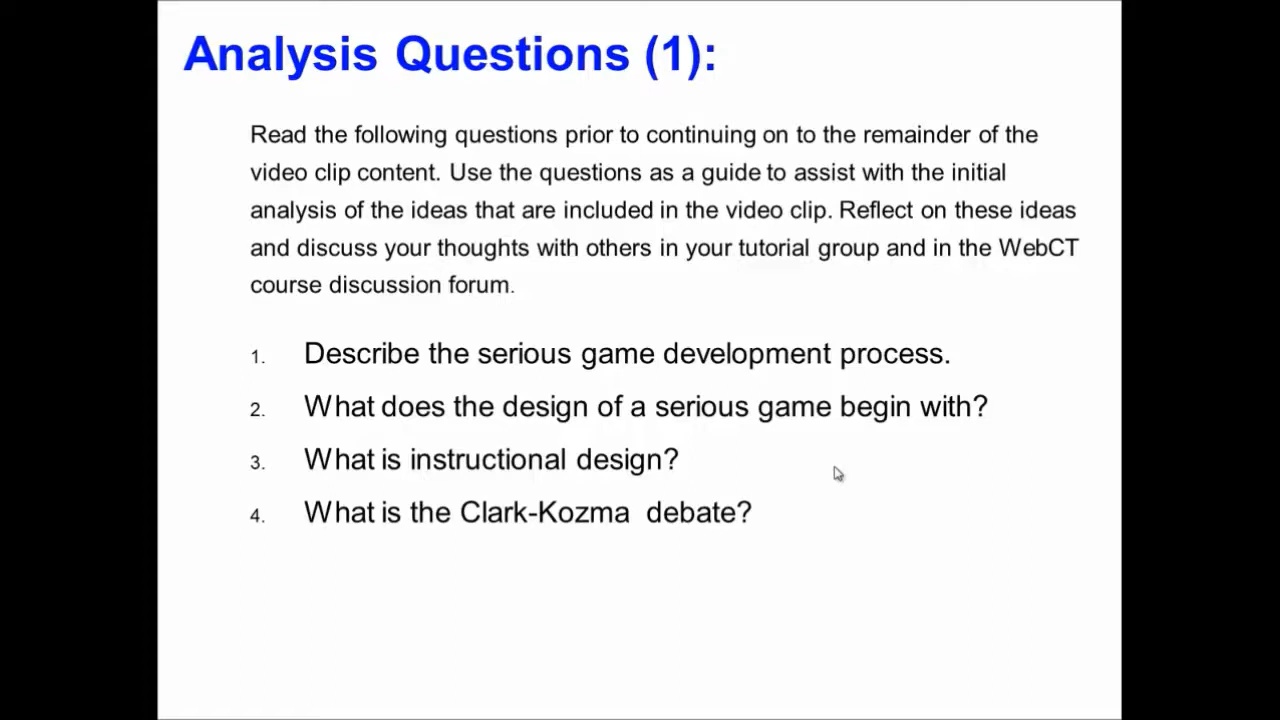 Analysis Questions (1):
Read the following questions prior to continuing on to the remainder of the
video clip content. Use the questions as a guide to assist with the initial
analysis of the ideas that are included in the video clip. Reflect on these ideas
and discuss your thoughts with others in your tutorial group and in the WebCT
course discussion forum.
1. Describe the serious game development process.
2. What does the design of a serious game begin with?
3. What is instructional design?
4. What is the Clark-Kozma debate?